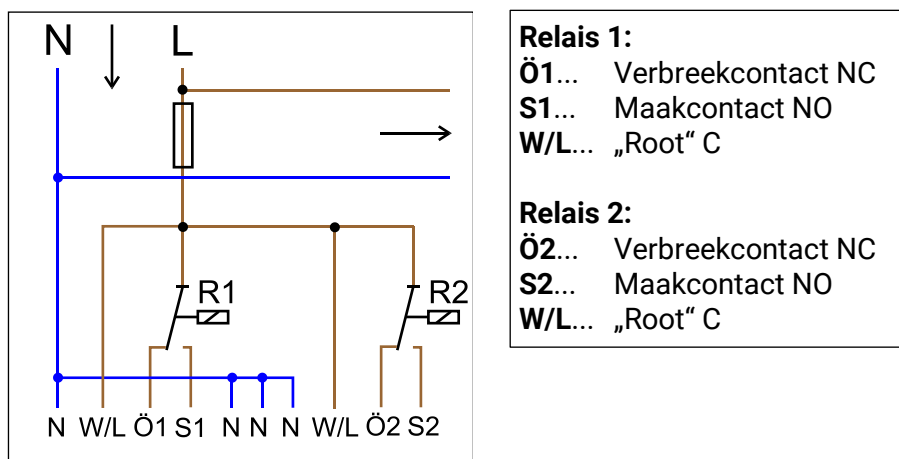 N L
R1 R2
N W/L Ö1 S1 N N N W/L Ö2 S2
Relais 1:
Ö1... Verbreekcontact NC
S1... Maakcontact NO
W/L... „Root“ C
Relais 2:
Ö2... Verbreekcontact NC
S2... Maakcontact NO
W/L... „Root“ C